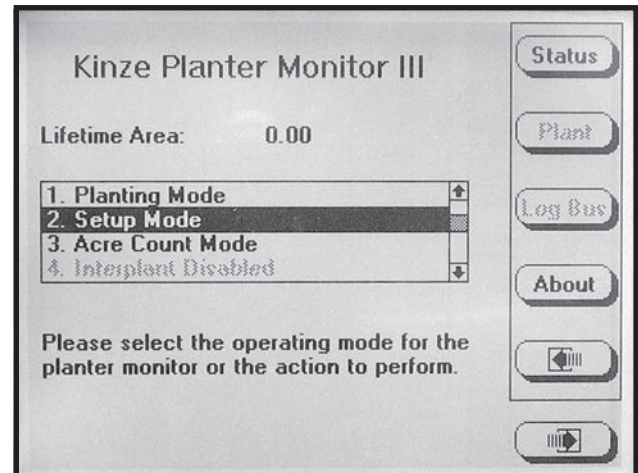 Kinze Planter Monitor III
Lifetime Area: 0.00
1. Planting Mode
2. Setup Mode
3. Acre Count Mode
4. Interplant Disabled
Please select the operating mode for the
planter monitor or the action to perform.
Status
Plant
Log Bus
About